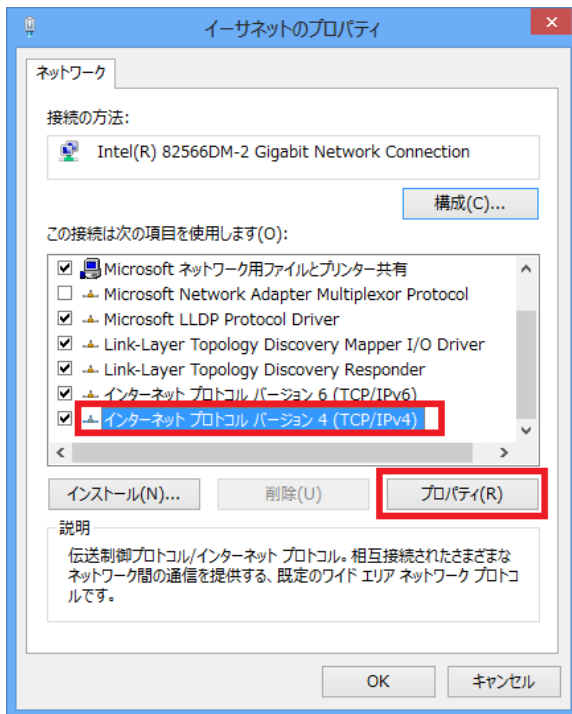 イーサネットのプロパティ
ネットワーク
接続の方法:
Intel(R) 82566DM-2 Gigabit Network Connection
構成(C)...
この接続は次の項目を使用します(O):
Microsoft ネットワーク用ファイルとプリンター共有
Microsoft Network Adapter Multiplexor Protocol
Microsoft LLDP Protocol Driver
Link-Layer Topology Discovery Mapper I/O Driver
Link-Layer Topology Discovery Responder
インターネット プロトコル バージョン 6 (TCP/IPv6)
インターネット プロトコル バージョン 4 (TCP/IPv4)
インストール(N)... 削除(U) プロパティ(R)
説明
伝送制御プロトコル/インターネット プロトコル。相互接続されたさまざまな
ネットワーク間の通信を提供する、既定のワイド エリア ネットワーク プロトコ
ルです。
OK キャンセル